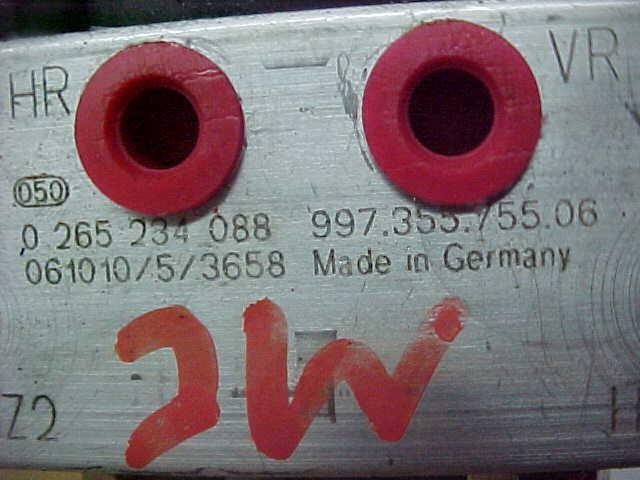 HR VR
050
0 265 234 088 997.355.755.06
061010/5/3658 Made in Germany
2W
Z2 H